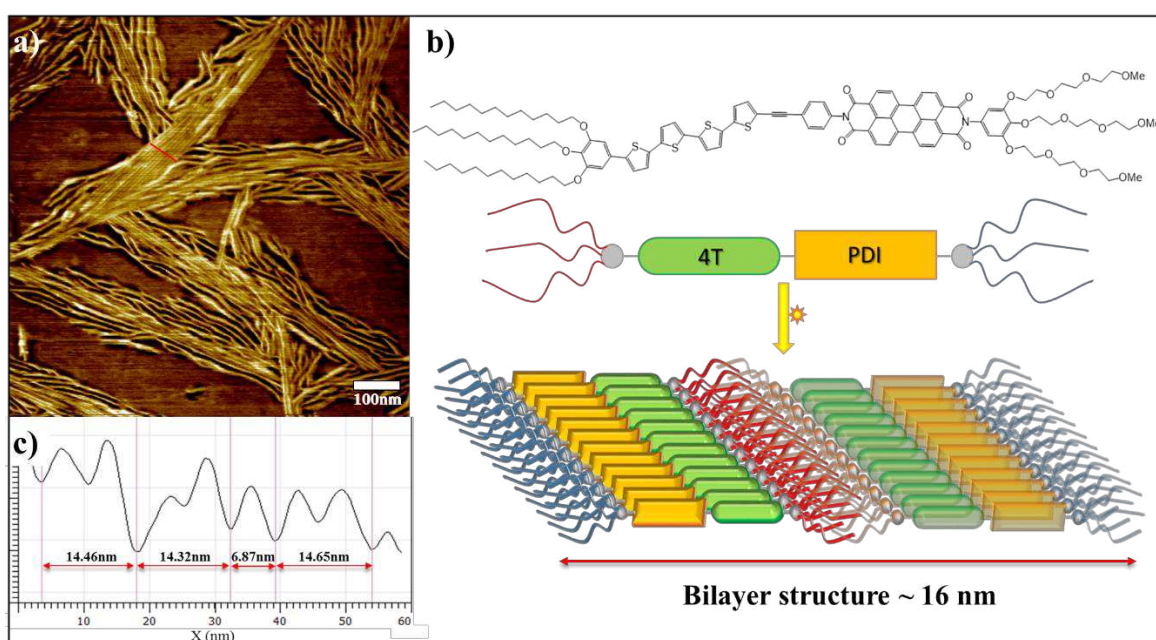 a)
100nm
b)
OMe
O
O
O
O
O
O
O
S
S
S
S
N
O
O
O
O
N
O
O
O
O
O
O
OMe
O
O
O
OMe
4T
PDI
Bilayer structure ~ 16 nm
c)
14.46nm
14.32nm
6.87nm
14.65nm
10
20
30
40
50
60
X (nm)